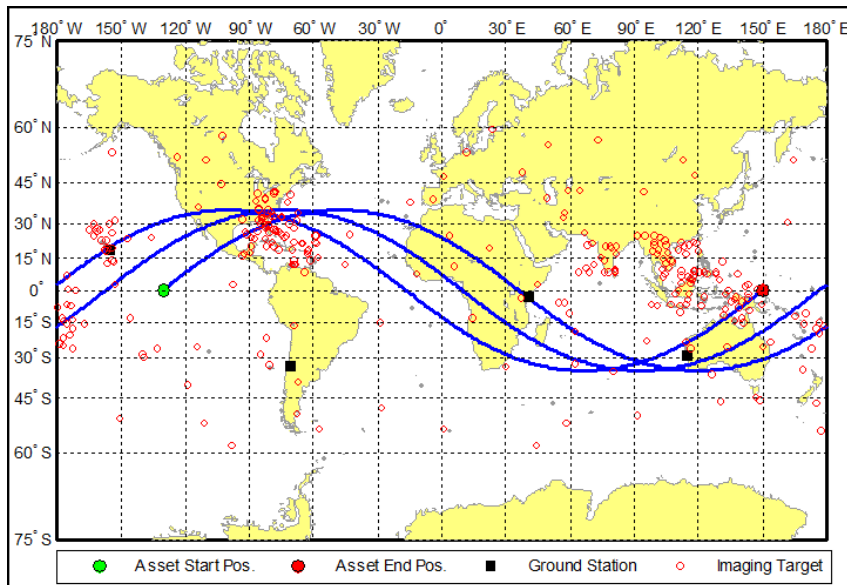 180° W 150° W 120° W 90° W 60° W 30° W 0° 30° E 60° E 90° E 120° E 150° E 180° E
75° N
60° N
45° N
30° N
15° N
0°
15° S
30° S
45° S
60° S
75° S
Asset Start Pos. Asset End Pos. Ground Station Imaging Target